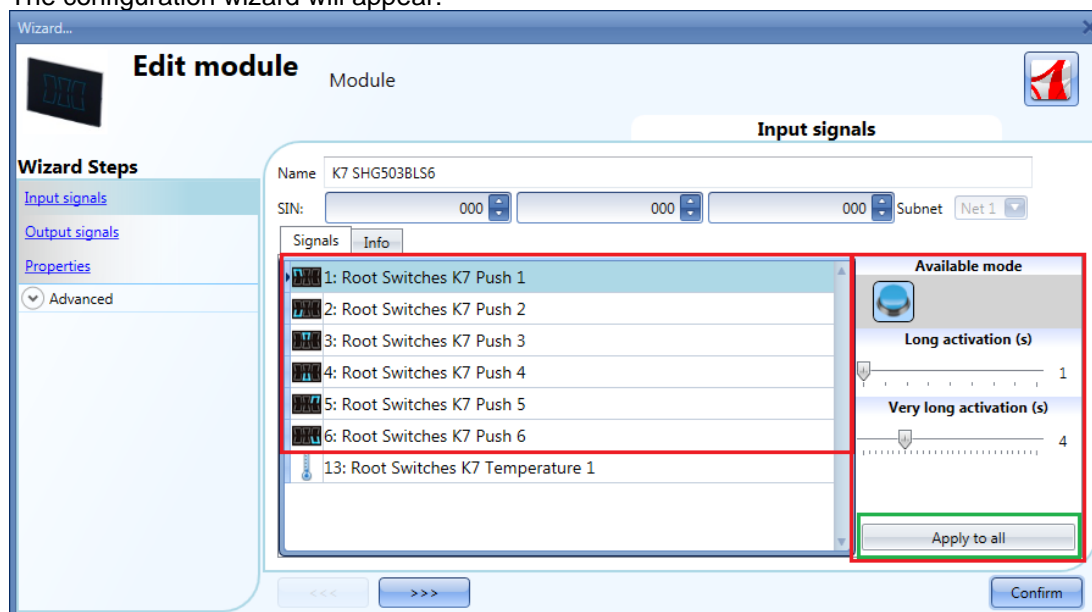 The configuration wizard will appear:
Wizard...
Edit module
Module
Input signals
Wizard Steps
Input signals
Output signals
Properties
Advanced
Name K7 SHG503BLS6
SIN: 000 000 000 Subnet Net 1
Signals Info
1: Root Switches K7 Push 1
2: Root Switches K7 Push 2
3: Root Switches K7 Push 3
4: Root Switches K7 Push 4
5: Root Switches K7 Push 5
6: Root Switches K7 Push 6
13: Root Switches K7 Temperature 1
Available mode
Long activation (s)
1
Very long activation (s)
4
Apply to all
<<< >>> Confirm